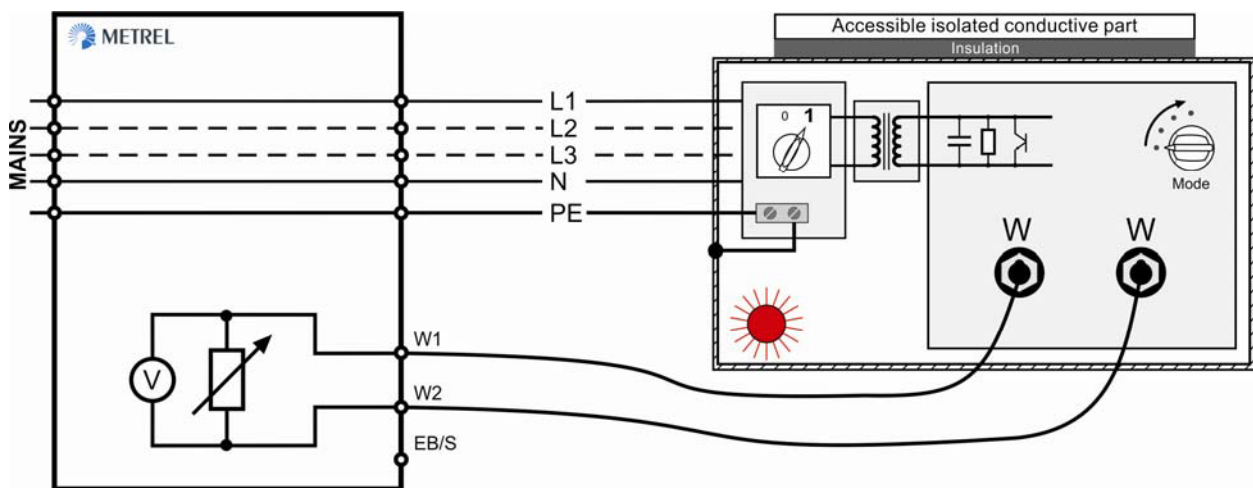 METREL
Accessible isolated conductive part
Insulation
MAINS
L1
L2
L3
N
PE
0 1
Mode
W W
V
W1
W2
EB/S